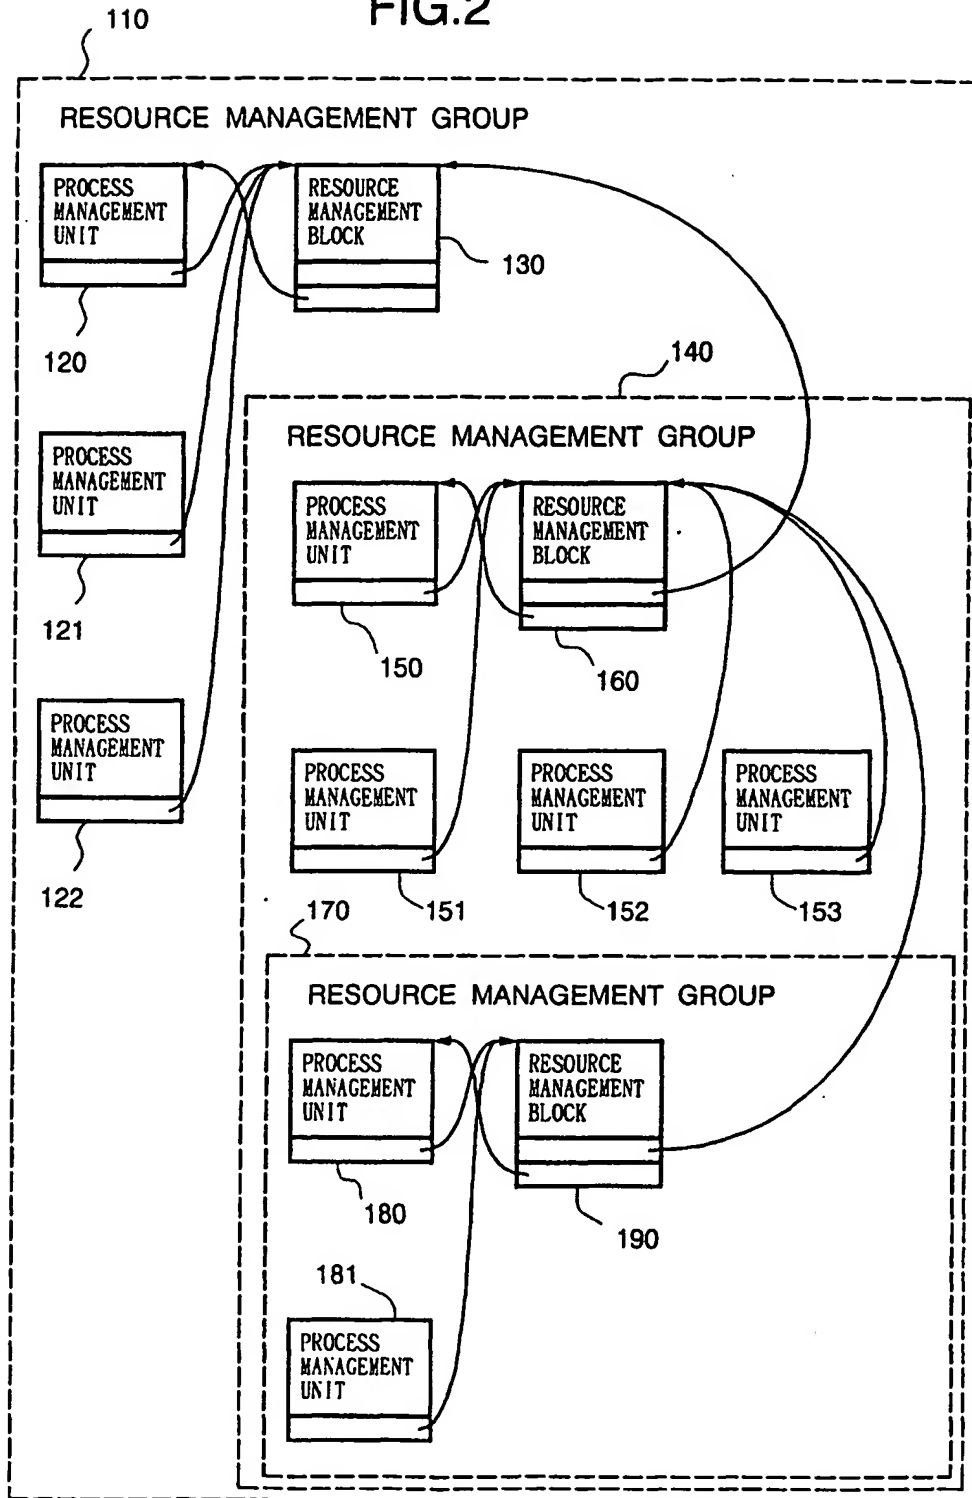 FIG.2
110
RESOURCE MANAGEMENT GROUP
PROCESS
MANAGEMENT
UNIT
RESOURCE
MANAGEMENT
BLOCK
130
120
140
RESOURCE MANAGEMENT GROUP
PROCESS
MANAGEMENT
UNIT
121
PROCESS
MANAGEMENT
UNIT
RESOURCE
MANAGEMENT
BLOCK
150
160
PROCESS
MANAGEMENT
UNIT
122
PROCESS
MANAGEMENT
UNIT
PROCESS
MANAGEMENT
UNIT
PROCESS
MANAGEMENT
UNIT
151
152
153
170
RESOURCE MANAGEMENT GROUP
PROCESS
MANAGEMENT
UNIT
RESOURCE
MANAGEMENT
BLOCK
180
190
181
PROCESS
MANAGEMENT
UNIT